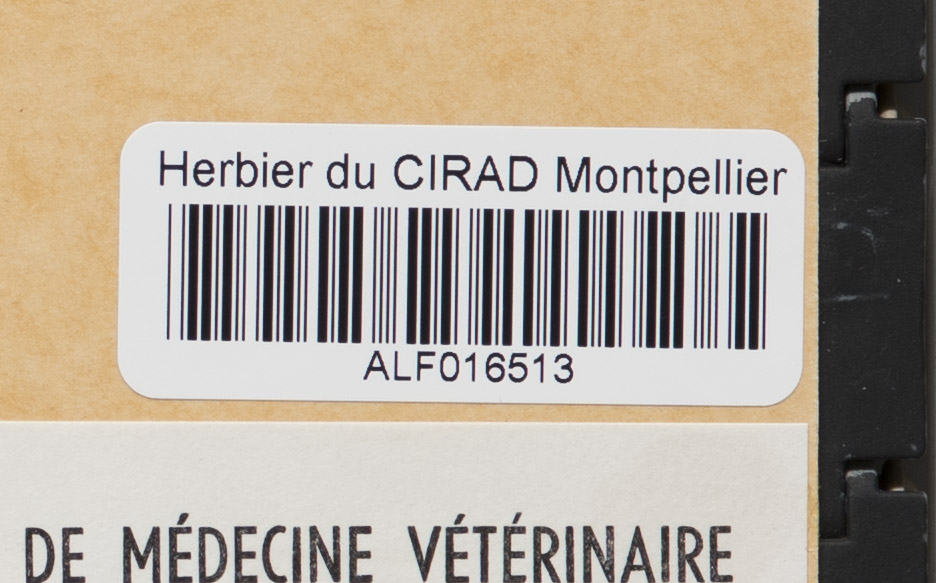 Herbier du CIRAD Montpellier
ALF016513
DE MÉDECINE VÉTÉRINAIRE